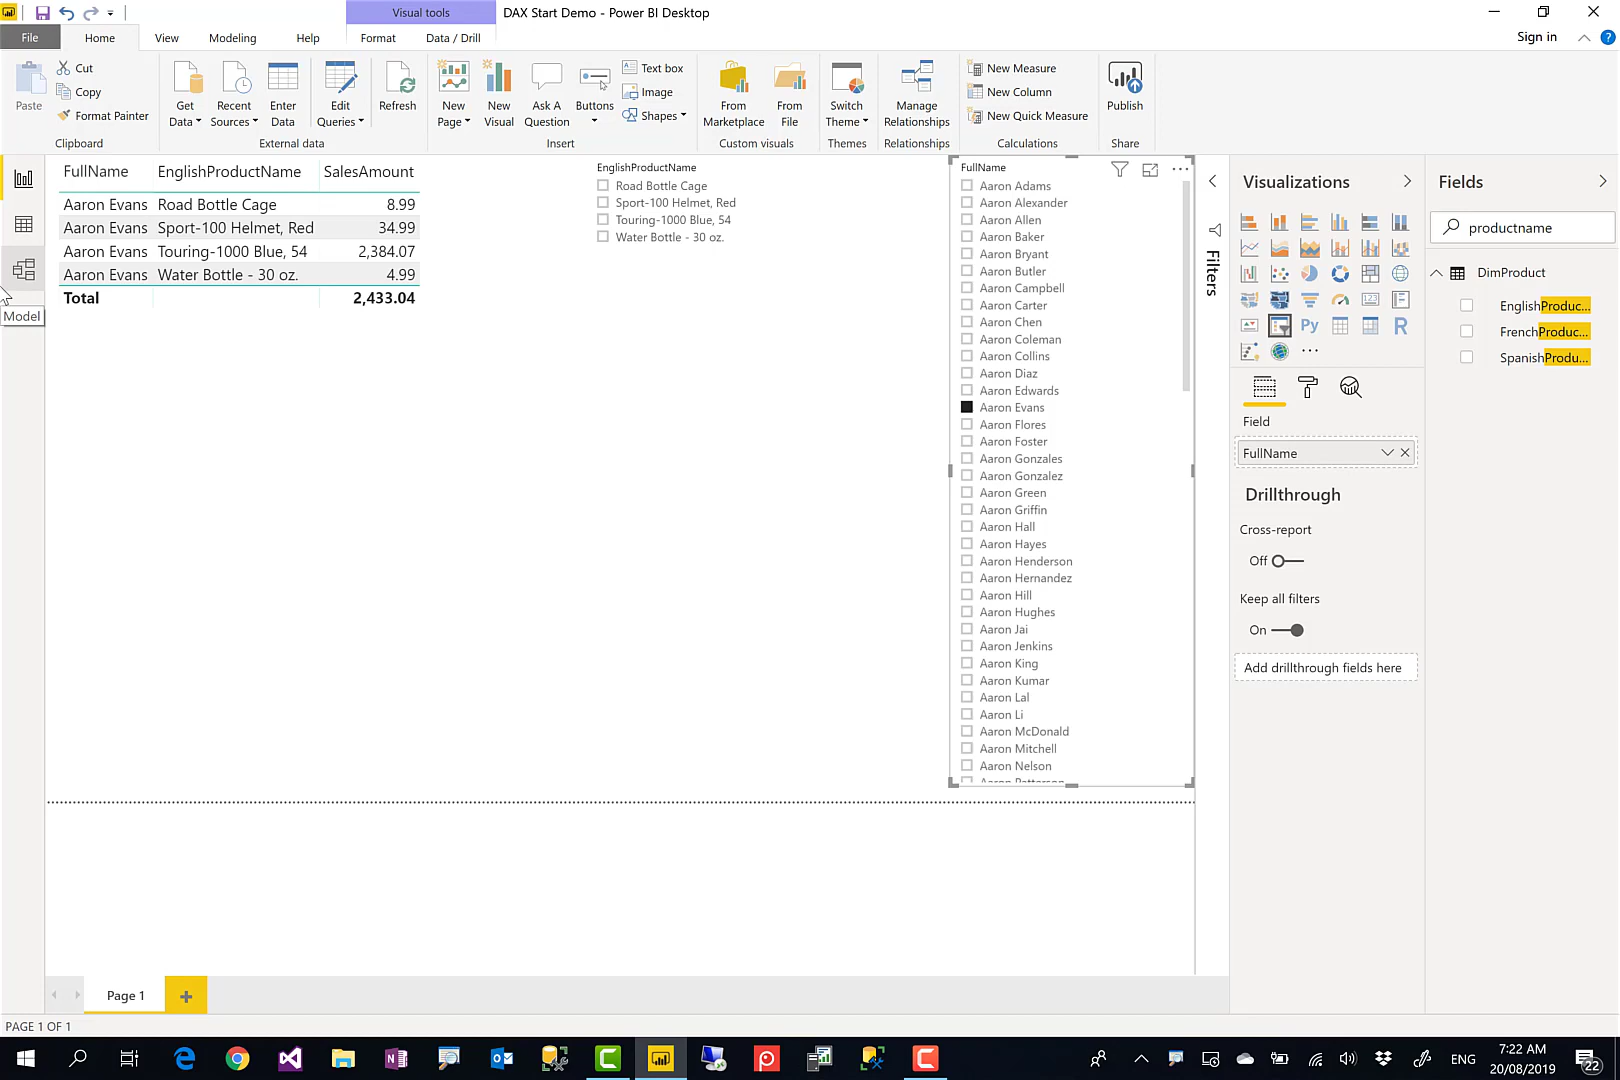 Visual tools
DAX Start Demo - Power BI Desktop
File
Home
View
Modeling
Help
Format
Data / Drill
Sign in
Paste
Cut
Copy
Format Painter
Clipboard
Get
Data
Recent
Sources
Enter
Data
Edit
Queries
Refresh
External data
New
Page
New
Visual
Ask A
Question
Buttons
Text box
Image
Shapes
Insert
From
Marketplace
From
File
Custom visuals
Switch
Theme
Themes
Manage
Relationships
Relationships
New Measure
New Column
New Quick Measure
Calculations
Publish
Share
FullName EnglishProductName SalesAmount
Aaron Evans Road Bottle Cage 8.99
Aaron Evans Sport-100 Helmet, Red 34.99
Aaron Evans Touring-1000 Blue, 54 2,384.07
Aaron Evans Water Bottle - 30 oz. 4.99
Total 2,433.04
Model
EnglishProductName
Road Bottle Cage
Sport-100 Helmet, Red
Touring-1000 Blue, 54
Water Bottle - 30 oz.
FullName
Aaron Adams
Aaron Alexander
Aaron Allen
Aaron Baker
Aaron Bryant
Aaron Butler
Aaron Campbell
Aaron Carter
Aaron Chen
Aaron Coleman
Aaron Collins
Aaron Diaz
Aaron Edwards
Aaron Evans
Aaron Flores
Aaron Foster
Aaron Gonzales
Aaron Gonzalez
Aaron Green
Aaron Griffin
Aaron Hall
Aaron Hayes
Aaron Henderson
Aaron Hernandez
Aaron Hill
Aaron Hughes
Aaron Jai
Aaron Jenkins
Aaron King
Aaron Kumar
Aaron Lal
Aaron Li
Aaron McDonald
Aaron Mitchell
Aaron Nelson
Filters
Visualizations
Py
R
123
Field
FullName
Drillthrough
Cross-report
Off
Keep all filters
On
Add drillthrough fields here
Fields
productname
DimProduct
EnglishProduc...
FrenchProduc...
SpanishProdu...
Page 1
PAGE 1 OF 1
ENG
7:22 AM
20/08/2019
22